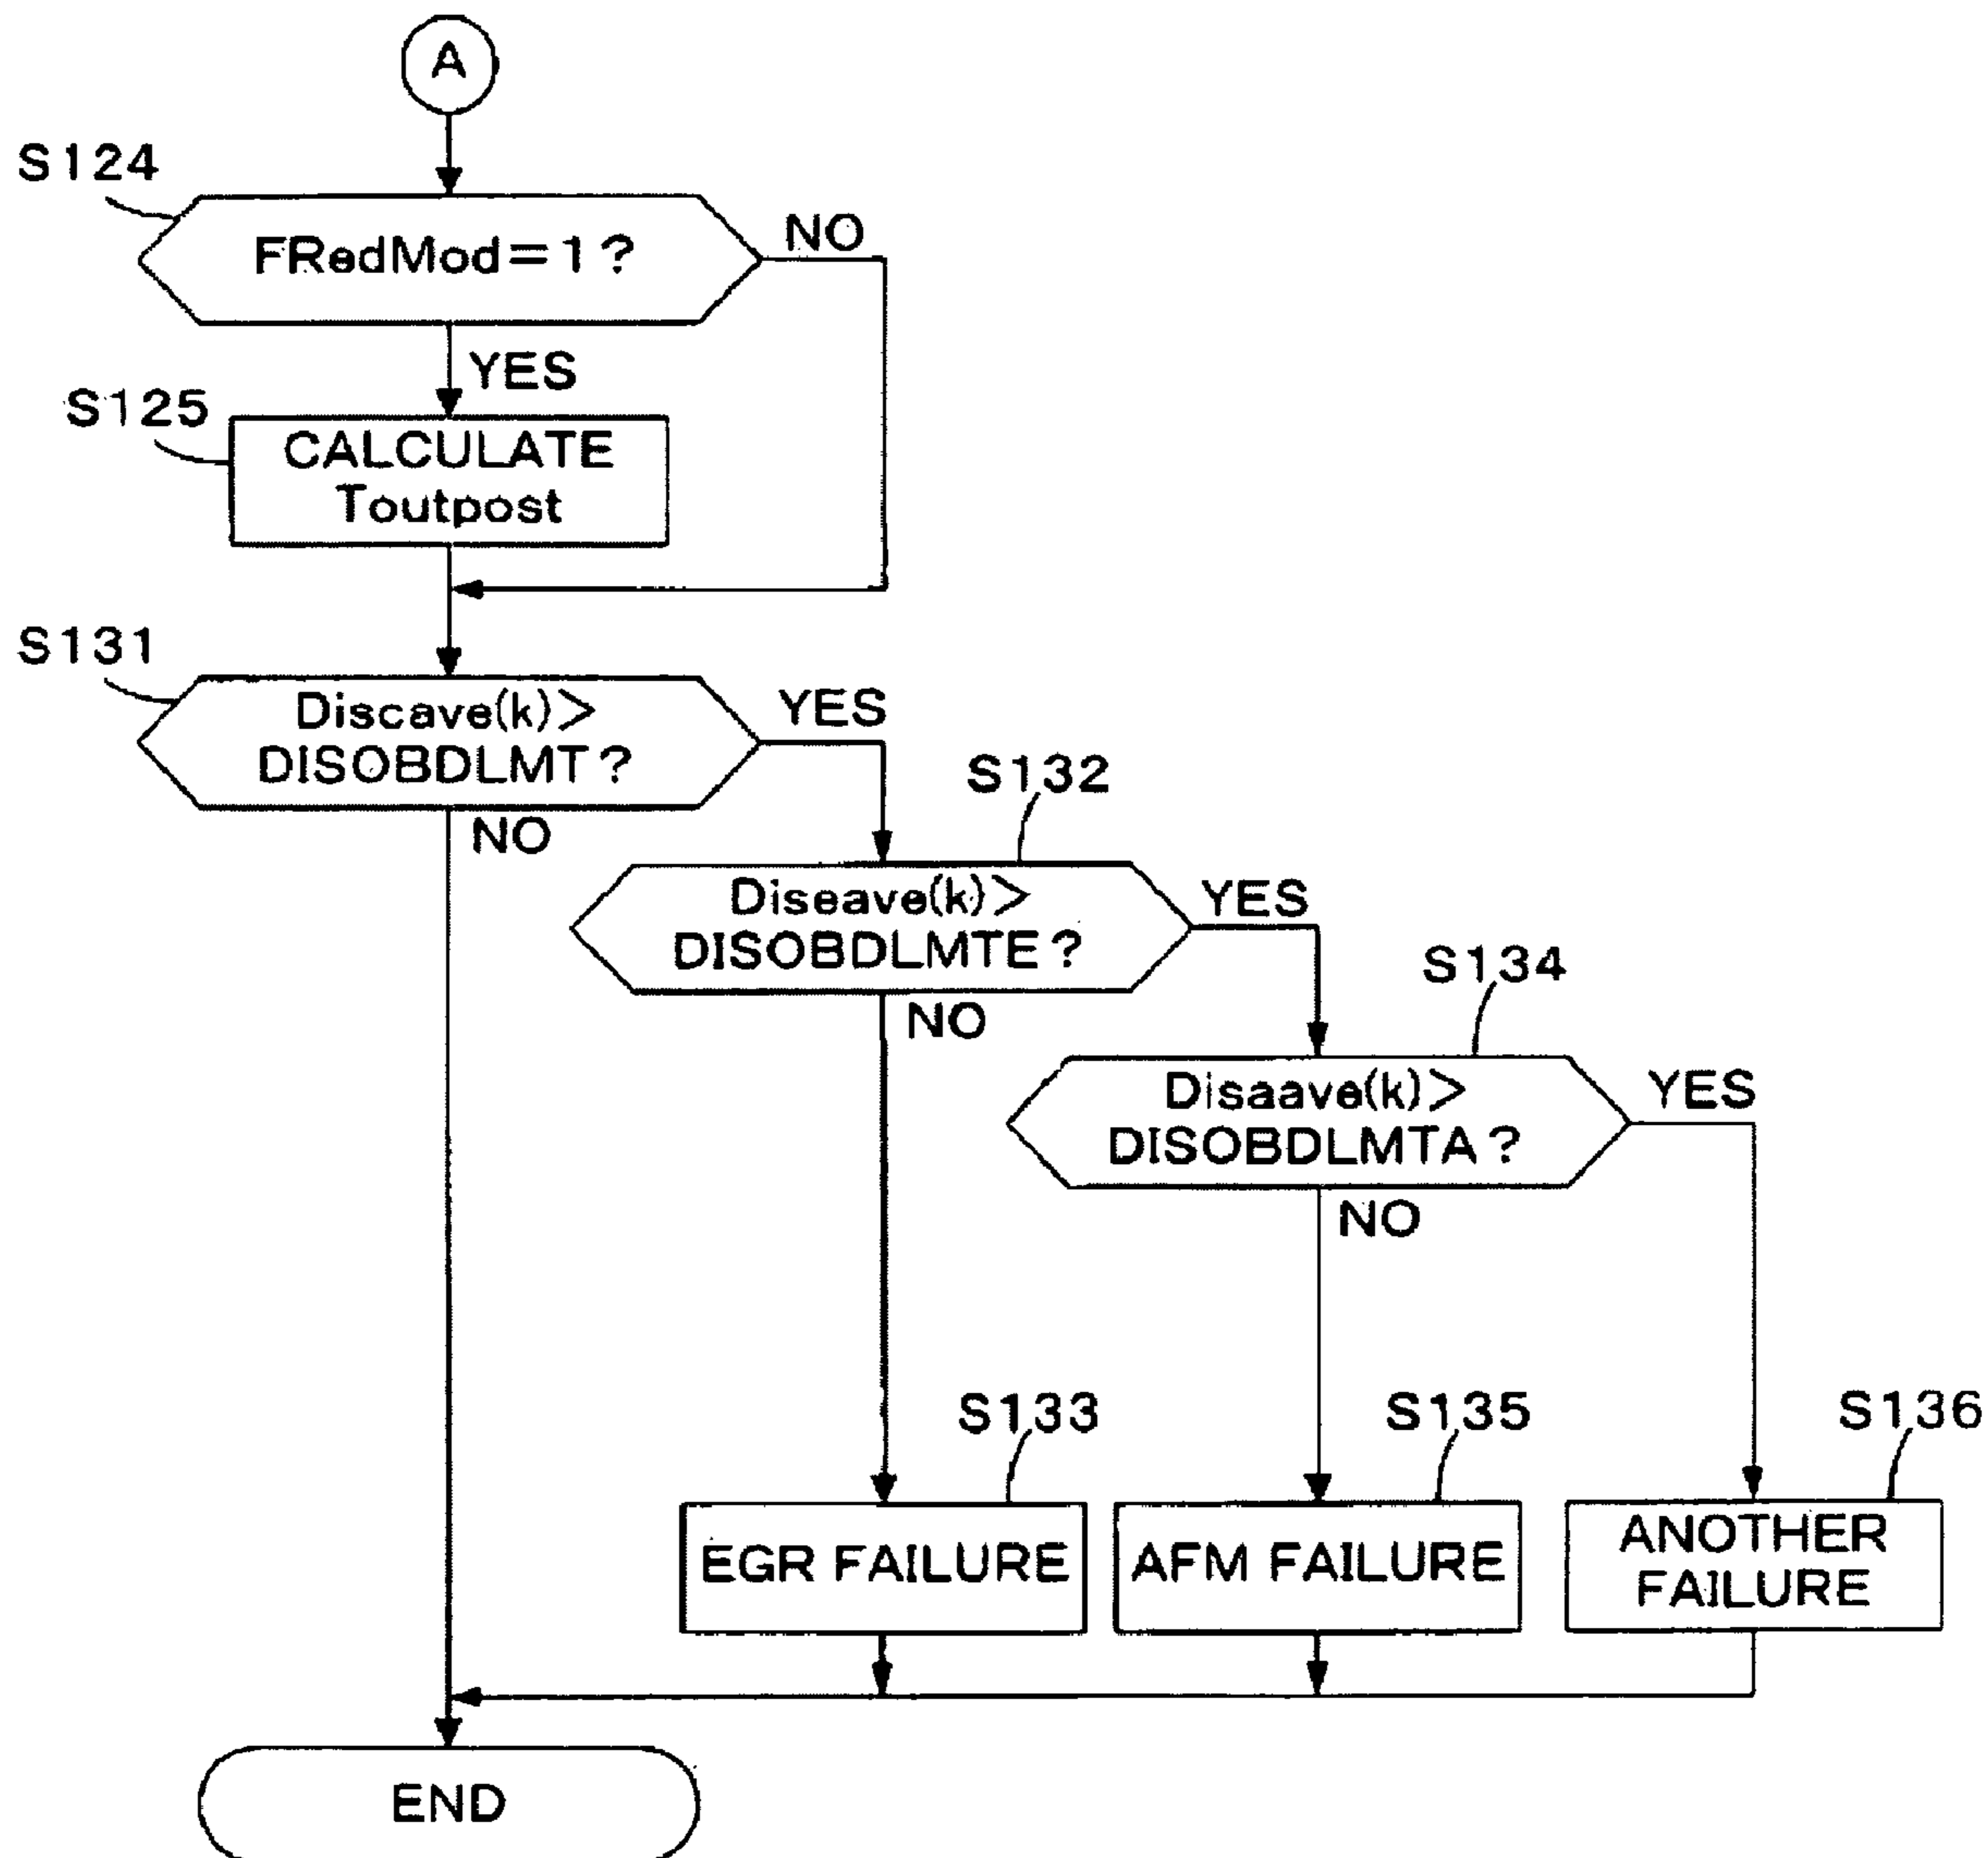 A
S124
FRedMod=1?
NO
YES
S125
CALCULATE
Toutpost
S131
Discave(k)>
DISOBDLMT?
YES
NO
S132
Diseave(k)>
DISOBDLMTE?
YES
NO
S134
Disaave(k)>
DISOBDLMTA?
YES
NO
S133
EGR FAILURE
S135
AFM FAILURE
S136
ANOTHER
FAILURE
END